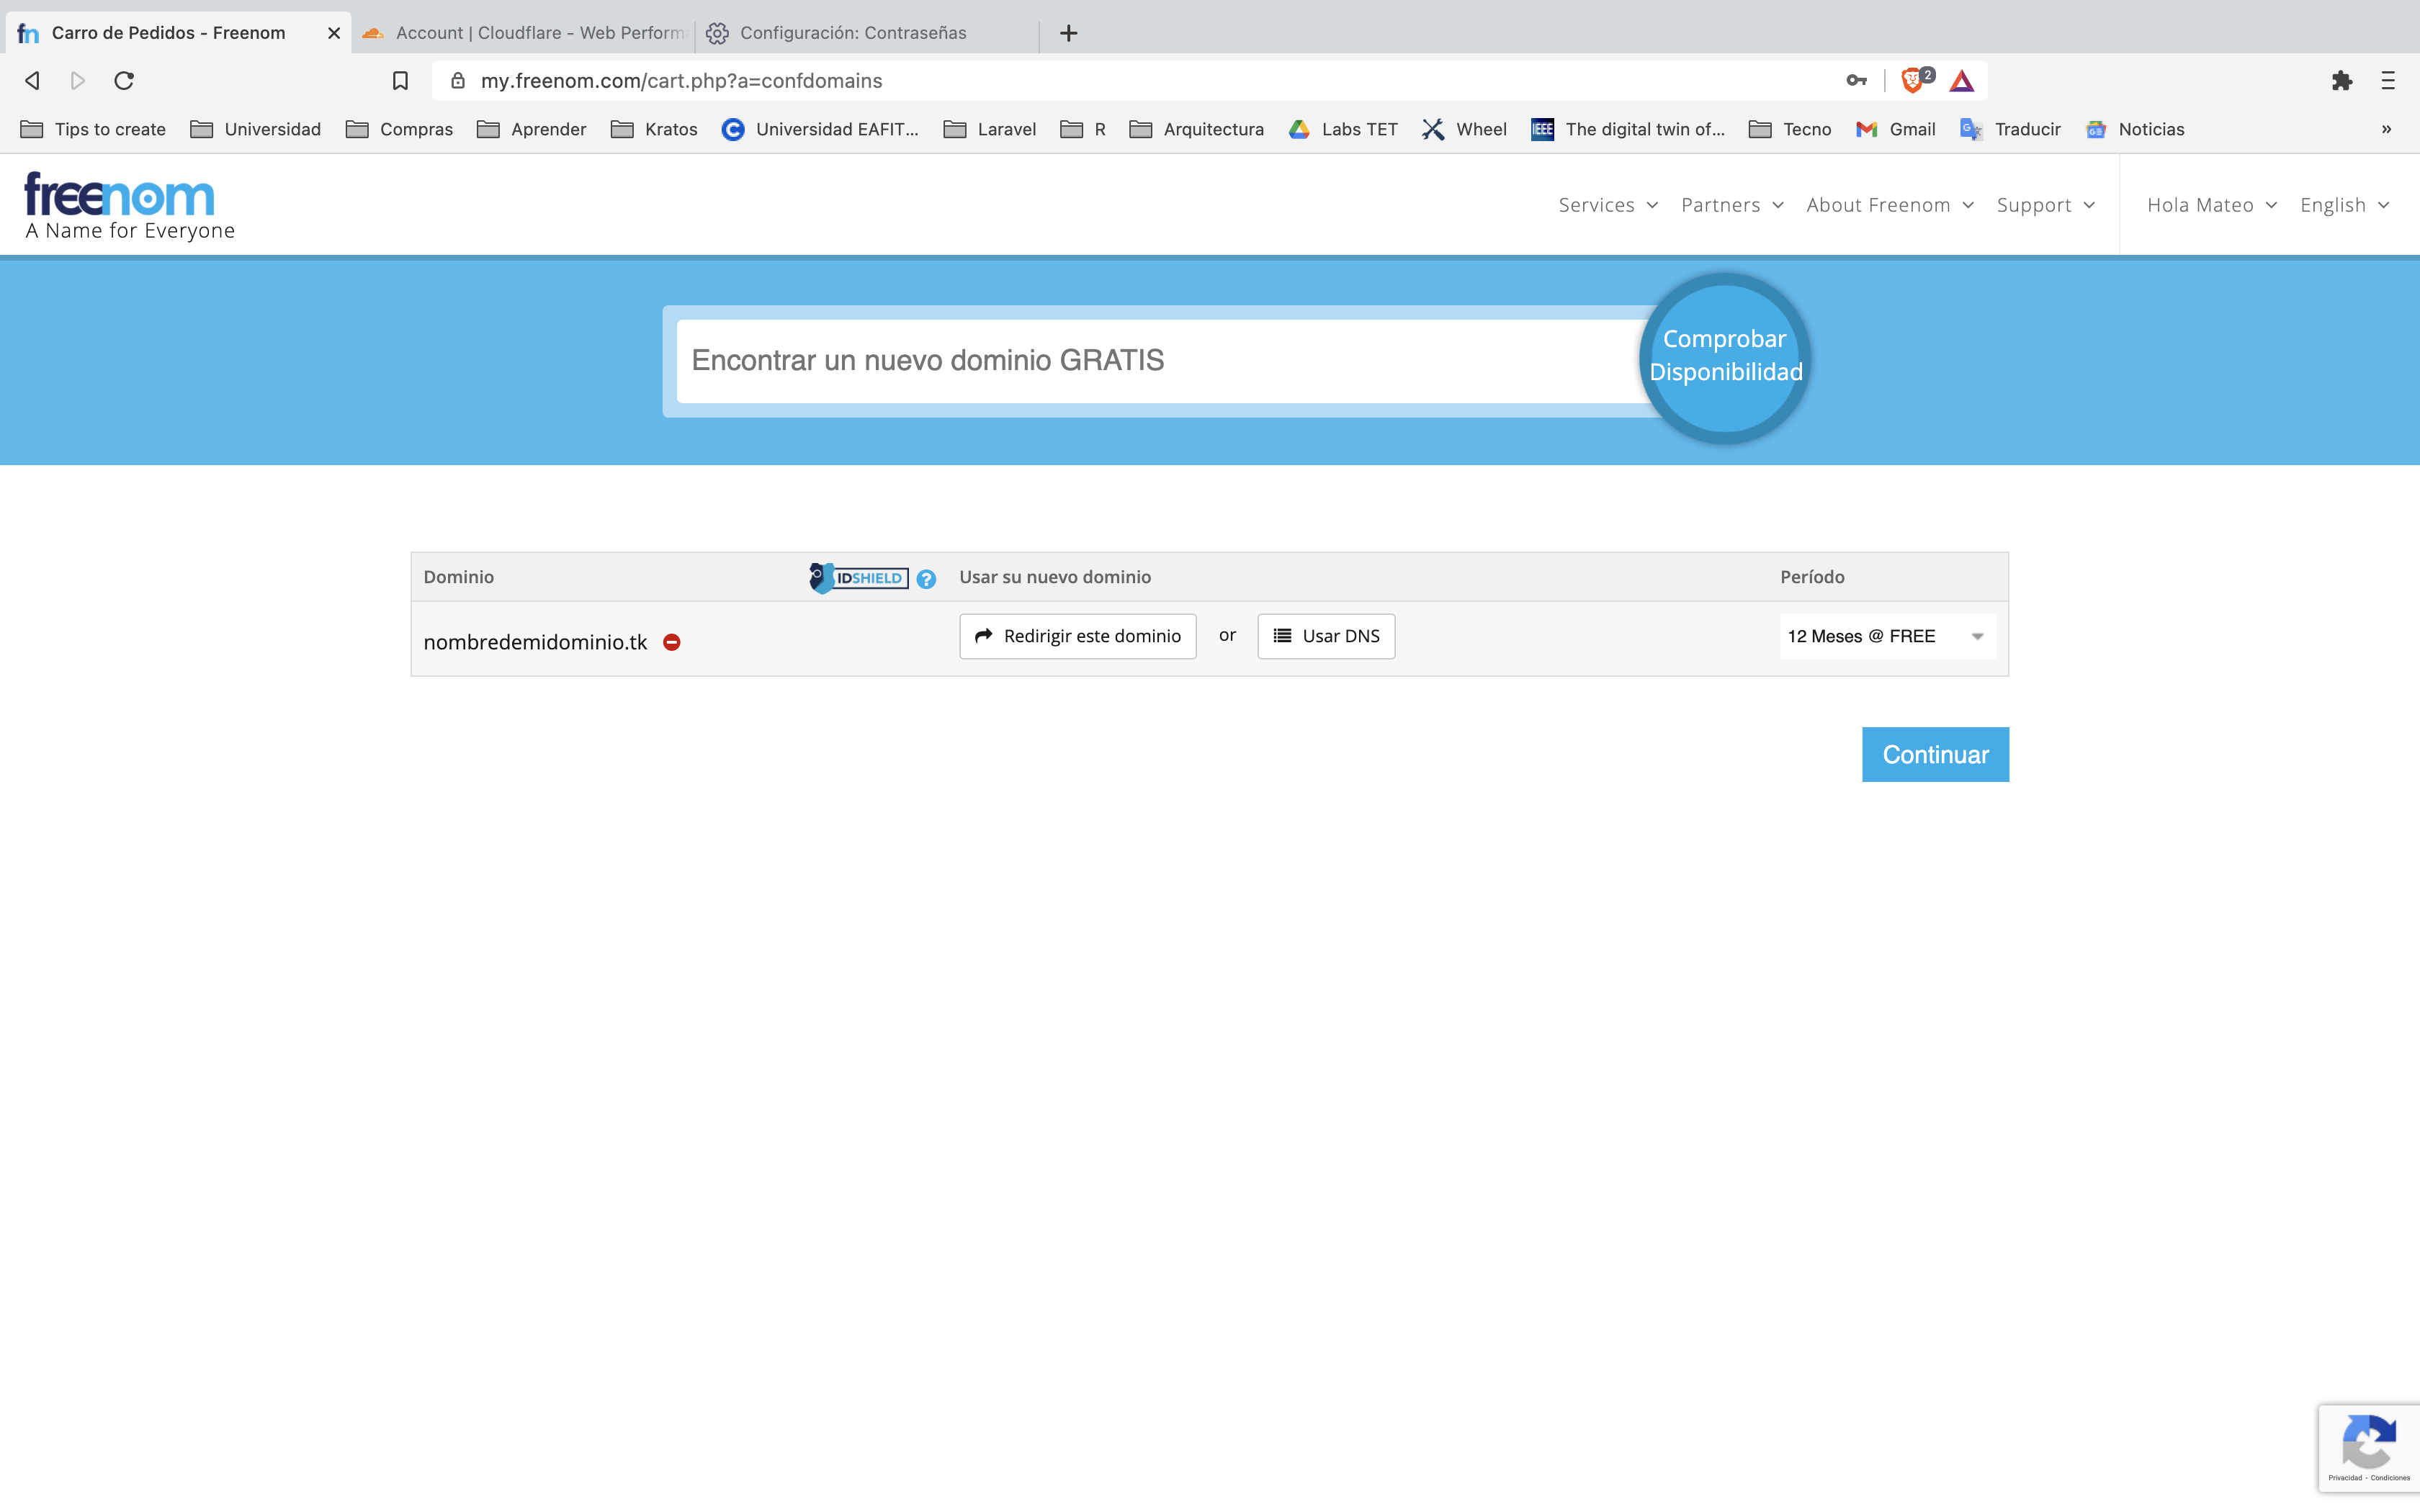 Carro de Pedidos - Freenom
Account | Cloudflare - Web Perform
Configuración: Contraseñas
my.freenom.com/cart.php?a=confdomains
2
Tips to create
Universidad
Compras
Aprender
Kratos
Universidad EAFIT...
Laravel
R
Arquitectura
Labs TET
Wheel
IEEE
The digital twin of...
Tecno
Gmail
Traducir
Noticias
»
freenom
A Name for Everyone
Services
Partners
About Freenom
Support
Hola Mateo
English
Encontrar un nuevo dominio GRATIS
Comprobar
Disponibilidad
Dominio
IDSHIELD
?
Usar su nuevo dominio
Período
nombredemidominio.tk
Redirigir este dominio
or
Usar DNS
12 Meses @ FREE
Continuar
Privacidad - Condiciones